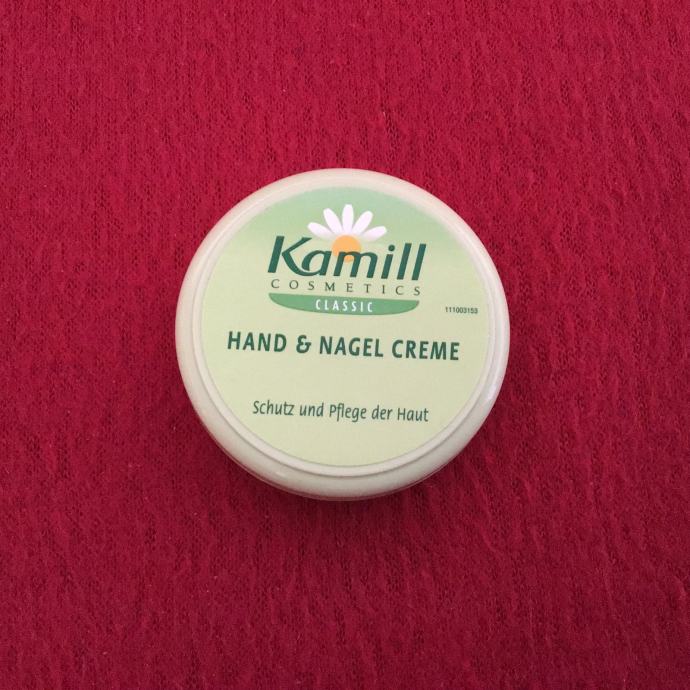 Kamill
COSMETICS
CLASSIC
111003153
HAND & NAGEL CREME
Schutz und Pflege der Haut